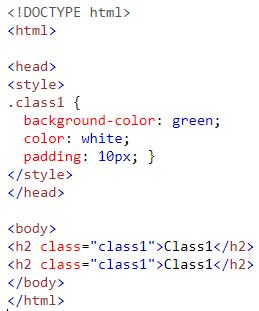 <!DOCTYPE html>
<html>

<head>
<style>
.class1 {
  background-color: green;
  color: white;
  padding: 10px; }
</style>
</head>

<body>
<h2 class="class1">Class1</h2>
<h2 class="class1">Class1</h2>
</body>
</html>